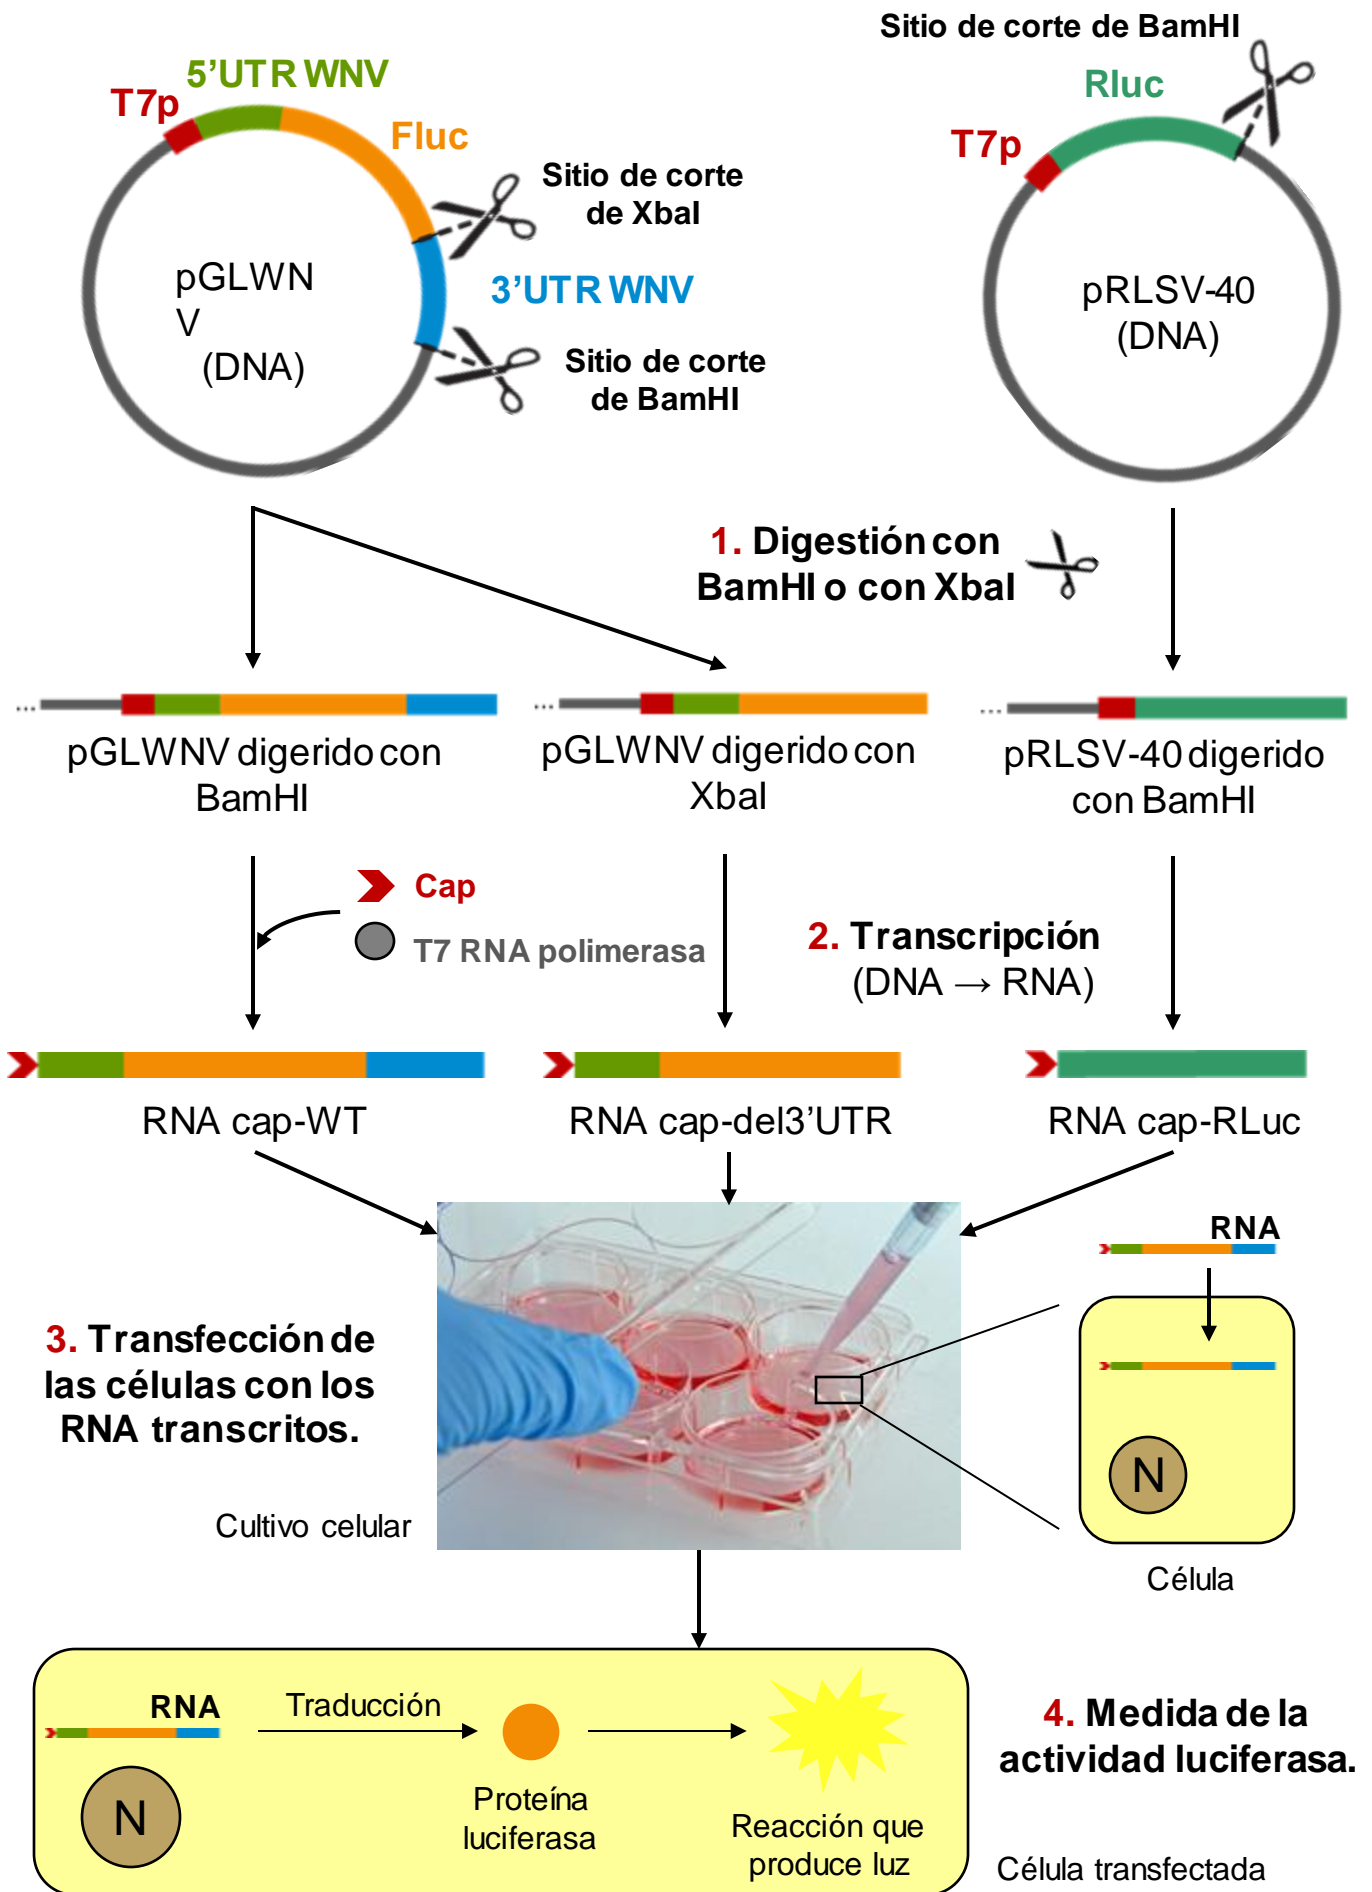 Sitio de corte de BamHI
5’UTR WNV
T7p
Fluc
Sitio de corte
de XbaI
3’UTR WNV
Sitio de corte
de BamHI
pGLWN
V
(DNA)
Rluc
T7p
pRLSV-40
(DNA)
1. Digestión con
BamHI o con XbaI
...
pGLWNV digerido con
BamHI
...
pGLWNV digerido con
XbaI
...
pRLSV-40 digerido
con BamHI
Cap
T7 RNA polimerasa
2. Transcripción
(DNA → RNA)
RNA cap-WT
RNA cap-del3’UTR
RNA cap-RLuc
3. Transfección de
las células con los
RNA transcritos.
Cultivo celular
RNA
N
Célula
RNA
Traducción
N
Proteína
luciferasa
Reacción que
produce luz
4. Medida de la
actividad luciferasa.
Célula transfectada